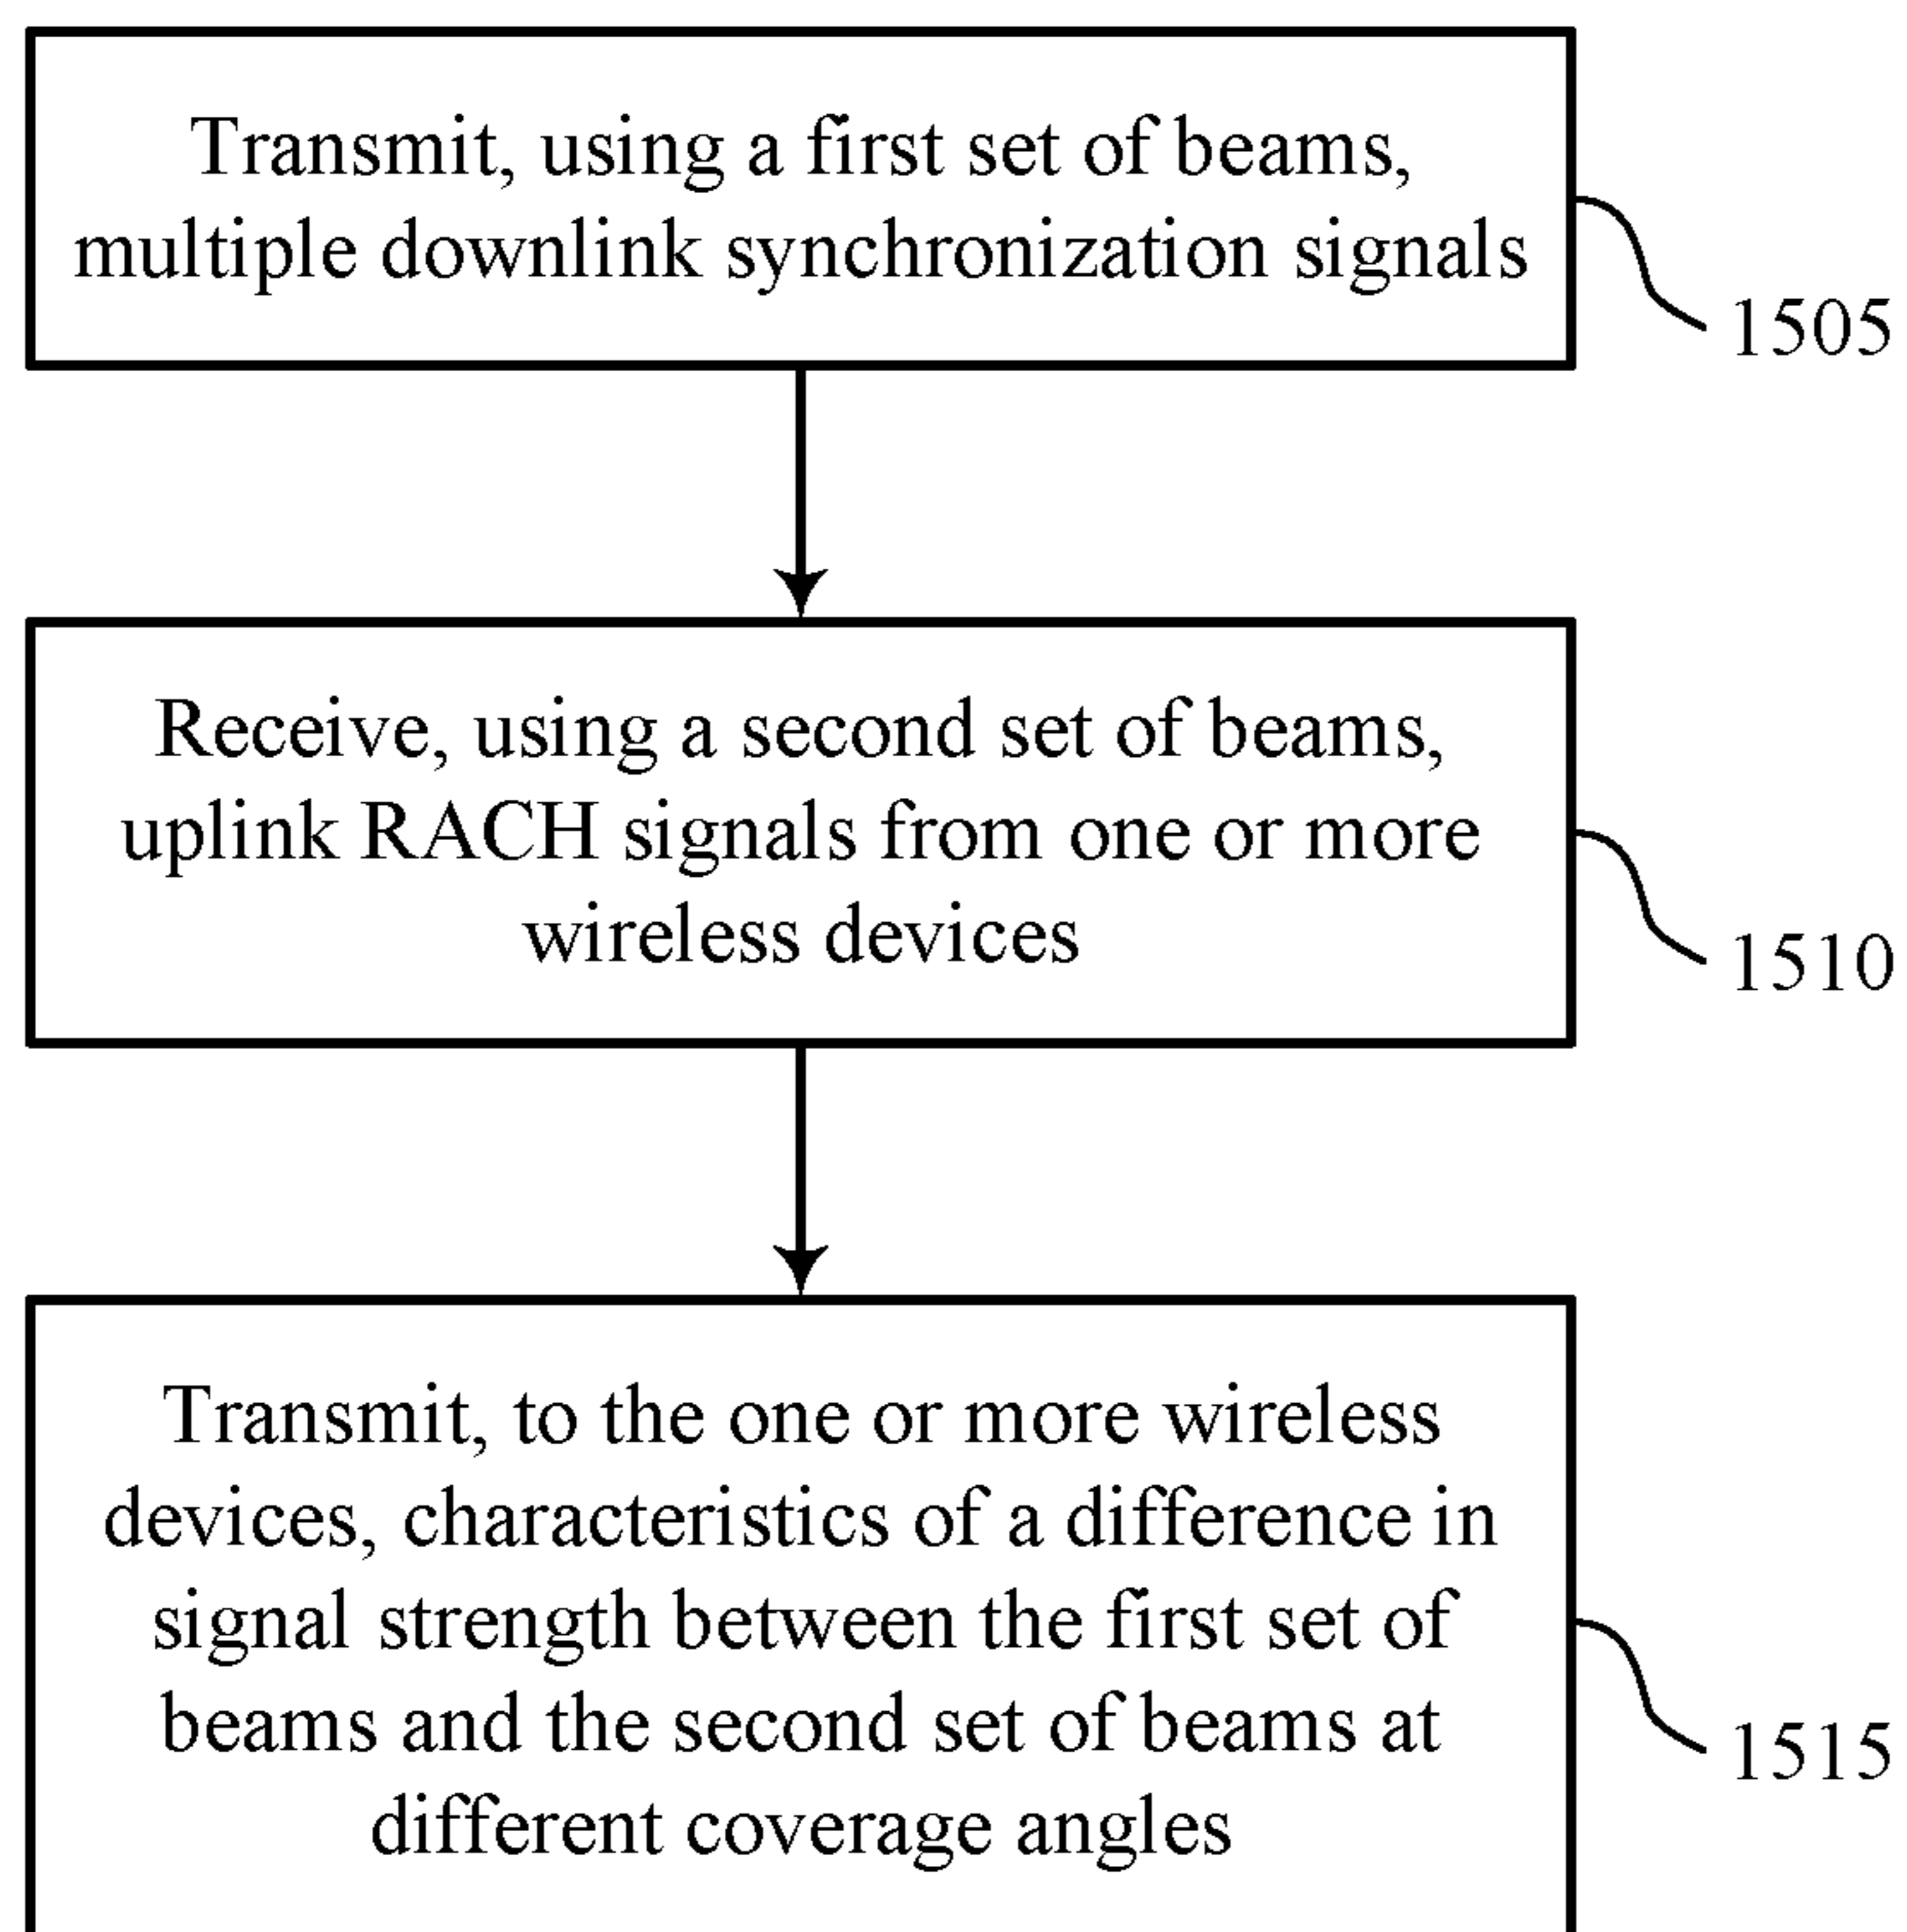 Transmit, using a first set of beams,
multiple downlink synchronization signals
1505
Receive, using a second set of beams,
uplink RACH signals from one or more
wireless devices
1510
Transmit, to the one or more wireless
devices, characteristics of a difference in
signal strength between the first set of
beams and the second set of beams at
different coverage angles
1515